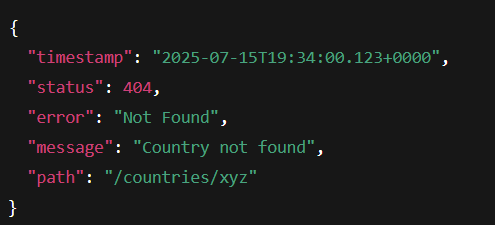 {
  "timestamp": "2025-07-15T19:34:00.123+0000",
  "status": 404,
  "error": "Not Found",
  "message": "Country not found",
  "path": "/countries/xyz"
}